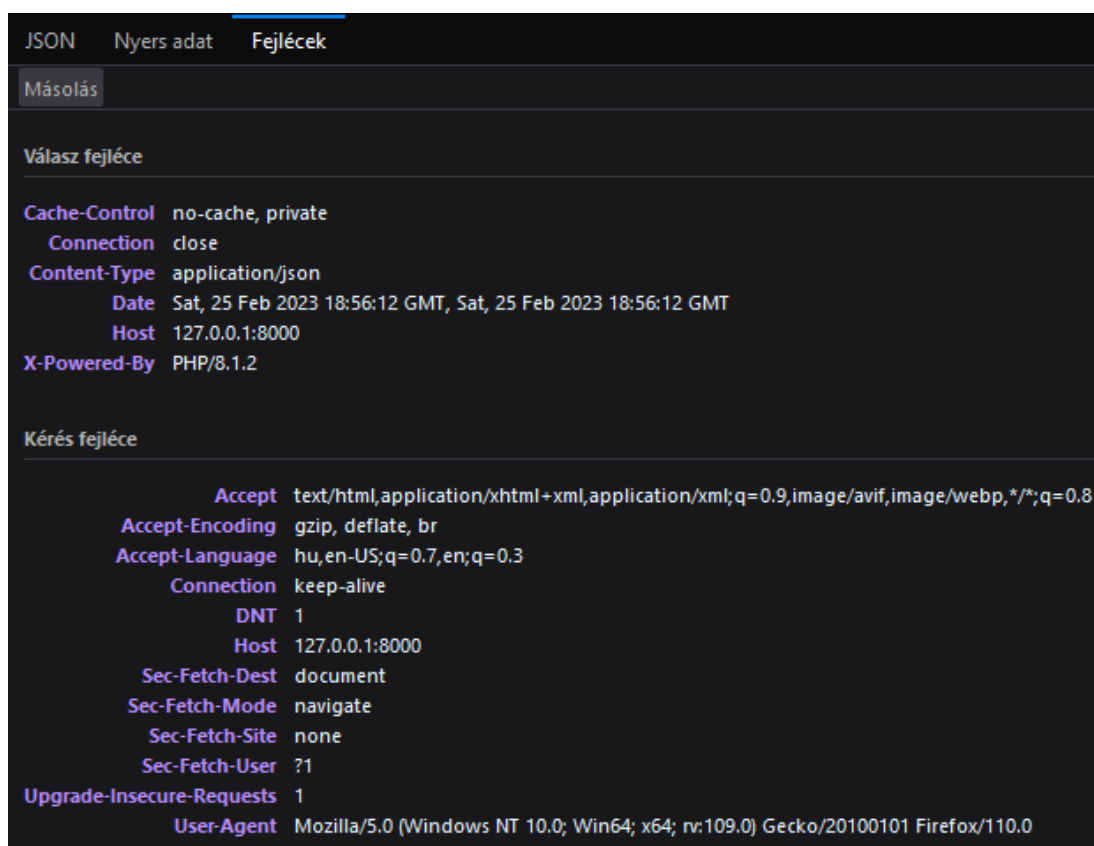 JSON Nyers adat Fejlécek
Másolás
Válasz fejléce
Cache-Control no-cache, private
Connection close
Content-Type application/json
Date Sat, 25 Feb 2023 18:56:12 GMT, Sat, 25 Feb 2023 18:56:12 GMT
Host 127.0.0.1:8000
X-Powered-By PHP/8.1.2
Kérés fejléce
Accept text/html,application/xhtml+xml,application/xml;q=0.9,image/avif,image/webp,*/*;q=0.8
Accept-Encoding gzip, deflate, br
Accept-Language hu,en-US;q=0.7,en;q=0.3
Connection keep-alive
DNT 1
Host 127.0.0.1:8000
Sec-Fetch-Dest document
Sec-Fetch-Mode navigate
Sec-Fetch-Site none
Sec-Fetch-User ?1
Upgrade-Insecure-Requests 1
User-Agent Mozilla/5.0 (Windows NT 10.0; Win64; x64; rv:109.0) Gecko/20100101 Firefox/110.0